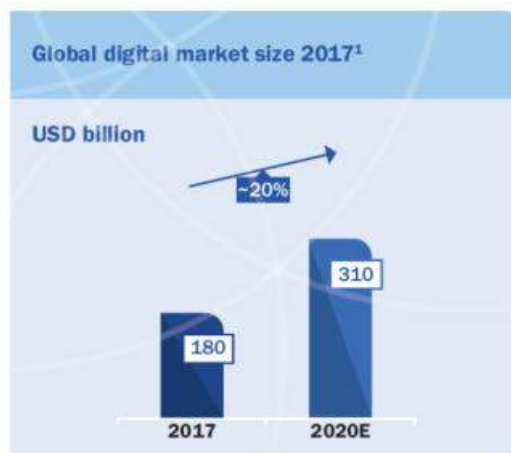 Global digital market size 2017¹
USD billion
~20%
310
180
2017 2020E